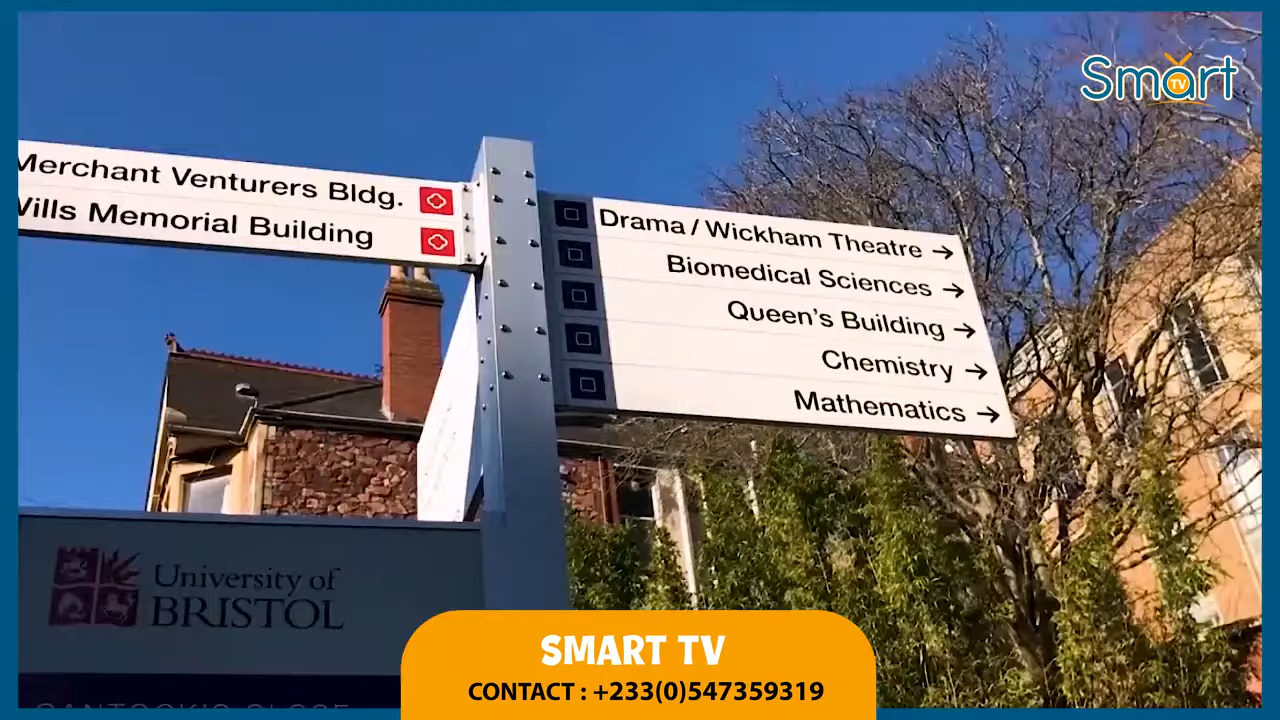 Smart
TV
Merchant Venturers Bldg.
Wills Memorial Building
Drama / Wickham Theatre →
Biomedical Sciences →
Queen's Building →
Chemistry →
Mathematics →
University of
BRISTOL
SMART TV
CONTACT : +233(0)547359319